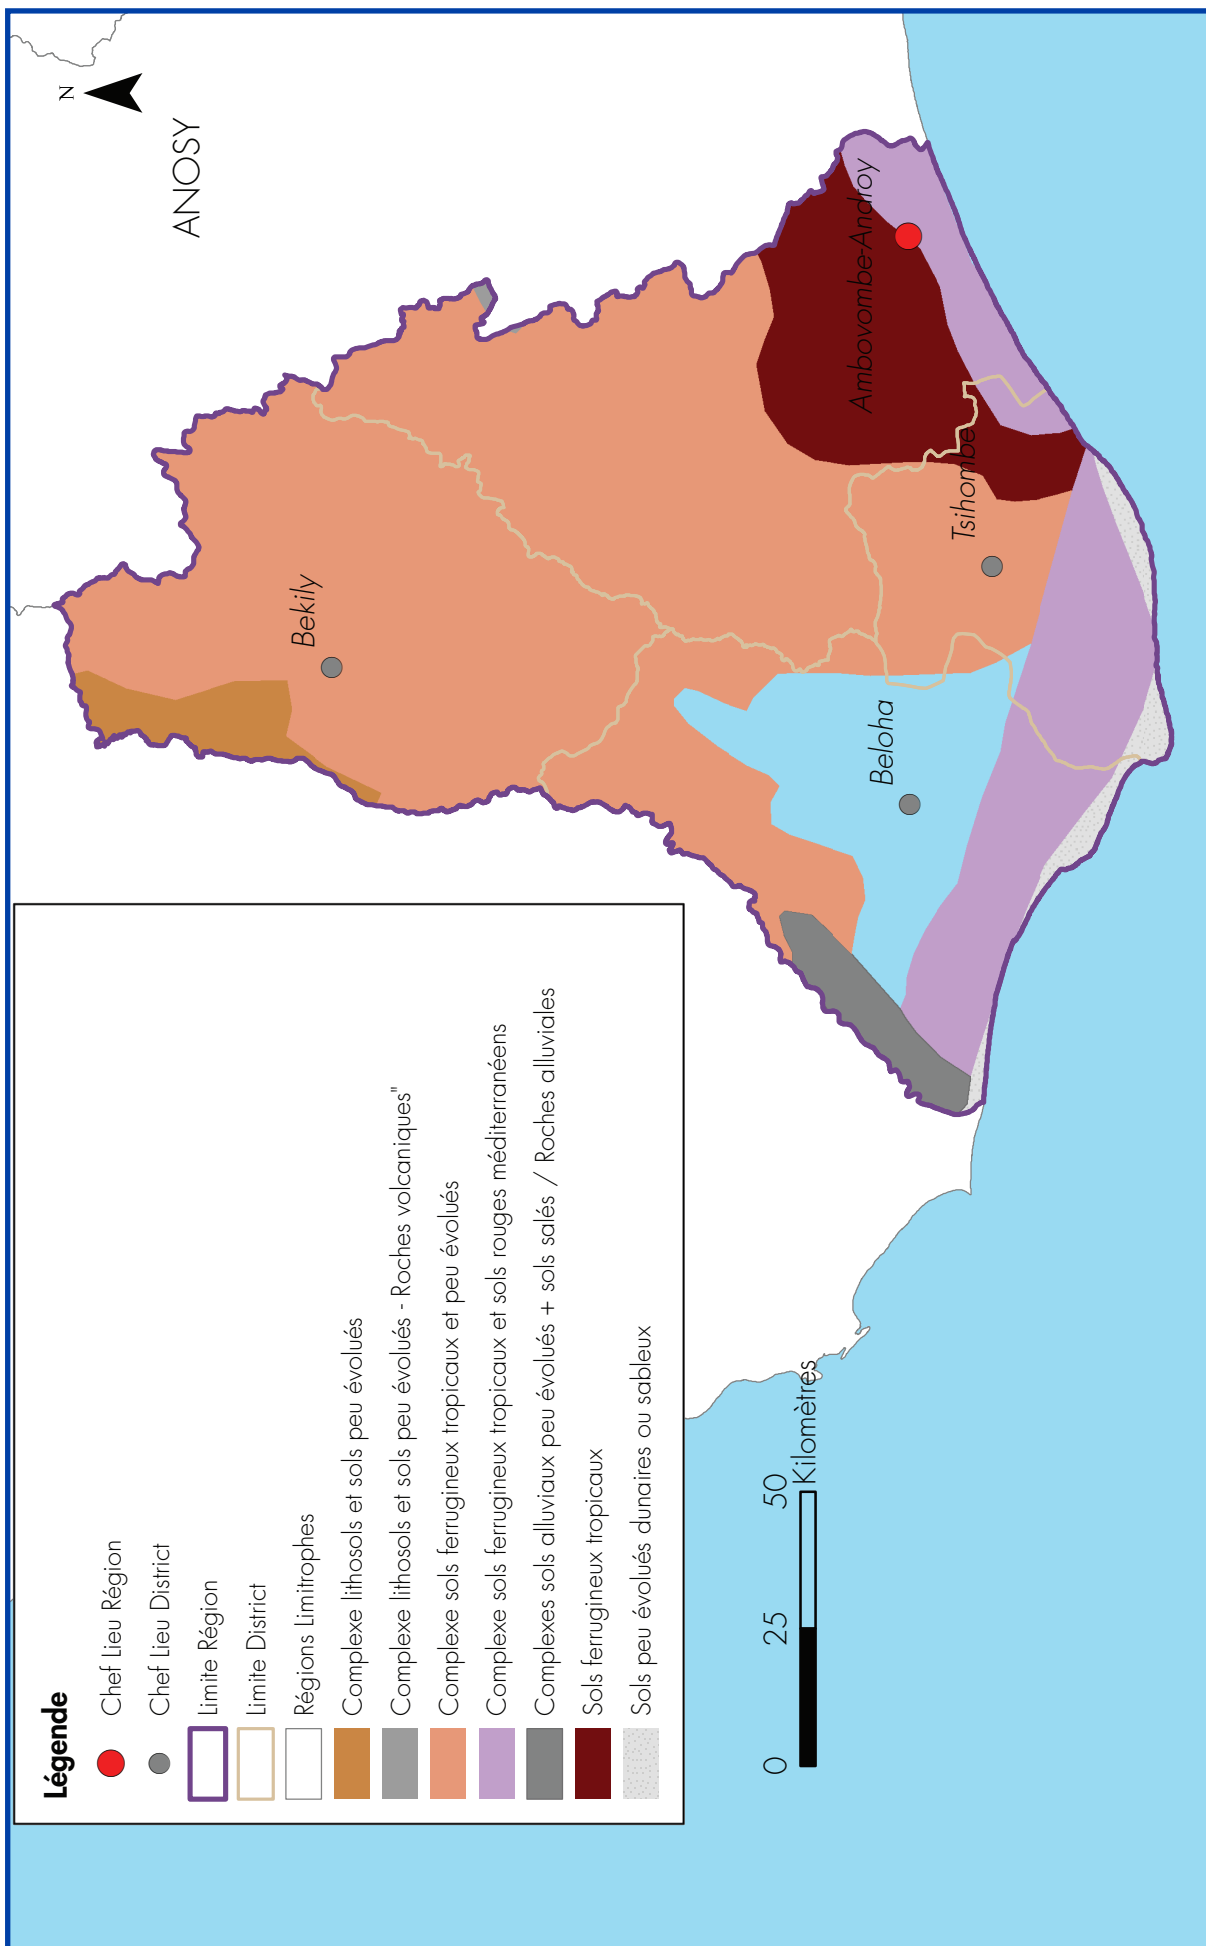 N
ANOSY
Bekily
Ambovombe-Androy
Tsihombe
Beloha
Légende
Chef Lieu Région
Chef Lieu District
Limite Région
Limite District
Régions Limitrophes
Complexe lithosols et sols peu évolués
Complexe lithosols et sols peu évolués - Roches volcaniques"
Complexe sols ferrugineux tropicaux et peu évolués
Complexe sols ferrugineux tropicaux et sols rouges méditerranéens
Complexes sols alluviaux peu évolués + sols salés / Roches alluviales
Sols ferrugineux tropicaux
Sols peu évolués dunaires ou sableux
0 25 50
Kilomètres